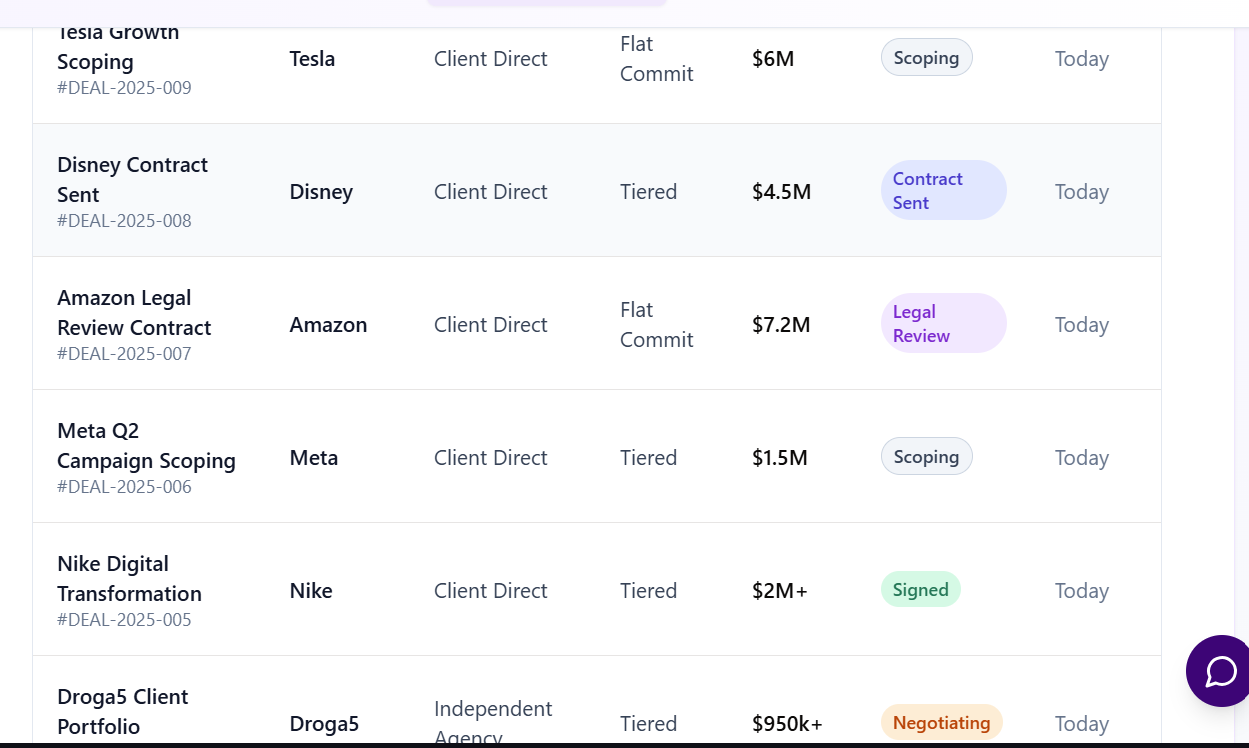 Tesla Growth
Scoping
#DEAL-2025-009
Tesla
Client Direct
Flat
Commit
$6M
Scoping
Today
Disney Contract
Sent
#DEAL-2025-008
Disney
Client Direct
Tiered
$4.5M
Contract
Sent
Today
Amazon Legal
Review Contract
#DEAL-2025-007
Amazon
Client Direct
Flat
Commit
$7.2M
Legal
Review
Today
Meta Q2
Campaign Scoping
#DEAL-2025-006
Meta
Client Direct
Tiered
$1.5M
Scoping
Today
Nike Digital
Transformation
#DEAL-2025-005
Nike
Client Direct
Tiered
$2M+
Signed
Today
Droga5 Client
Portfolio
Droga5
Independent
Agency
Tiered
$950k+
Negotiating
Today